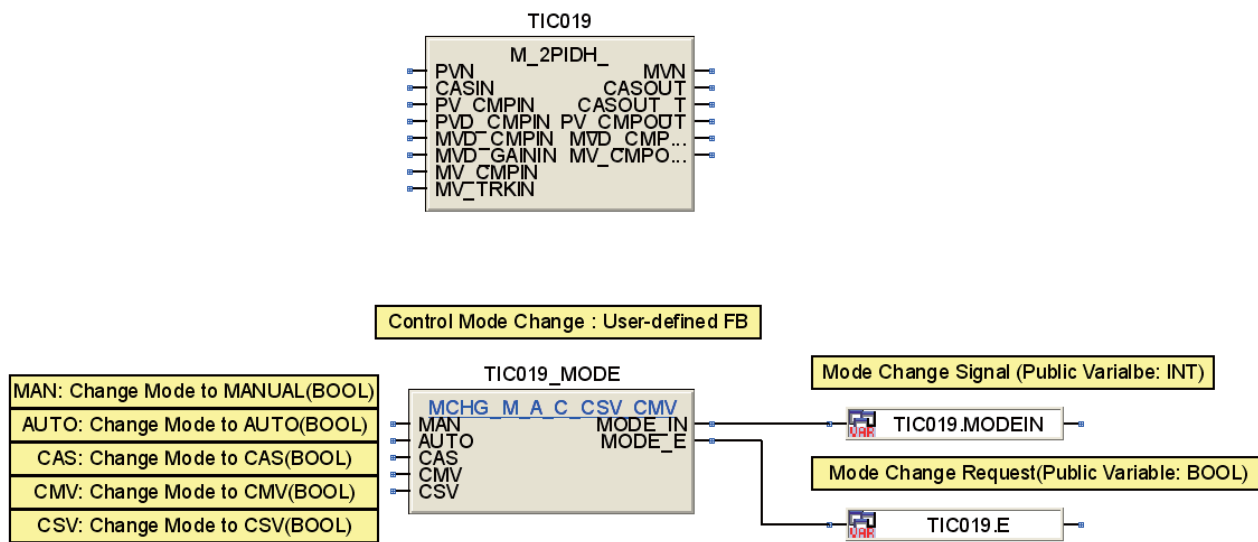 TIC019
M_2PIDH_
PVN MVN
CASIN CASOUT
PV_CMPIN CASOUT_T
PVD_CMPIN PV_CMPOUT
MVD_CMPIN MVD_CMP...
MVD_GAININ MV_CMPO...
MV_CMPIN
MV_TRKIN
Control Mode Change : User-defined FB
TIC019_MODE
MCHG_M_A_C_CSV_CMV
MAN MODE_IN
AUTO MODE_E
CAS
CMV
CSV
MAN: Change Mode to MANUAL(BOOL)
AUTO: Change Mode to AUTO(BOOL)
CAS: Change Mode to CAS(BOOL)
CMV: Change Mode to CMV(BOOL)
CSV: Change Mode to CSV(BOOL)
Mode Change Signal (Public Varialbe: INT)
VAR TIC019.MODEIN
Mode Change Request(Public Variable: BOOL)
VAR TIC019.E